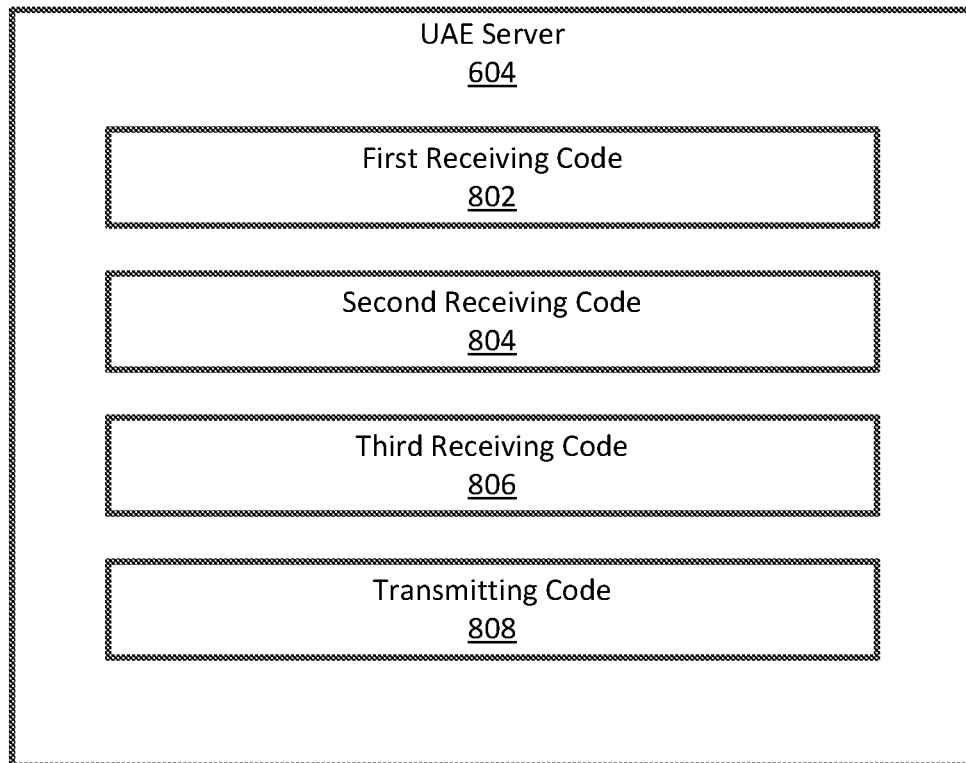 UAE Server
604
First Receiving Code
802
Second Receiving Code
804
Third Receiving Code
806
Transmitting Code
808